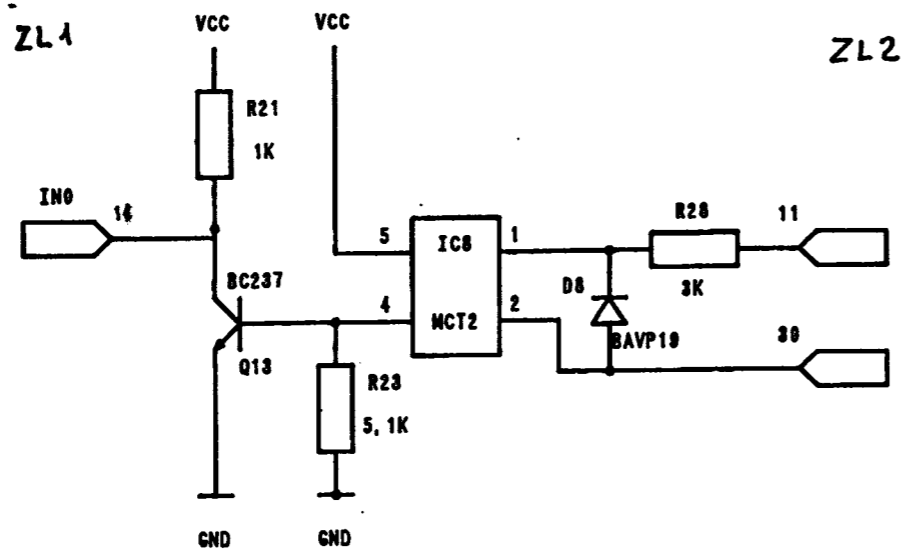 ZL1
VCC
VCC
ZL2
R21
1K
IN0
14
5
IC8
1
R28
11
3K
BC237
D8
4
MCT2
2
BAVP19
30
Q13
R23
5,1K
GND
GND